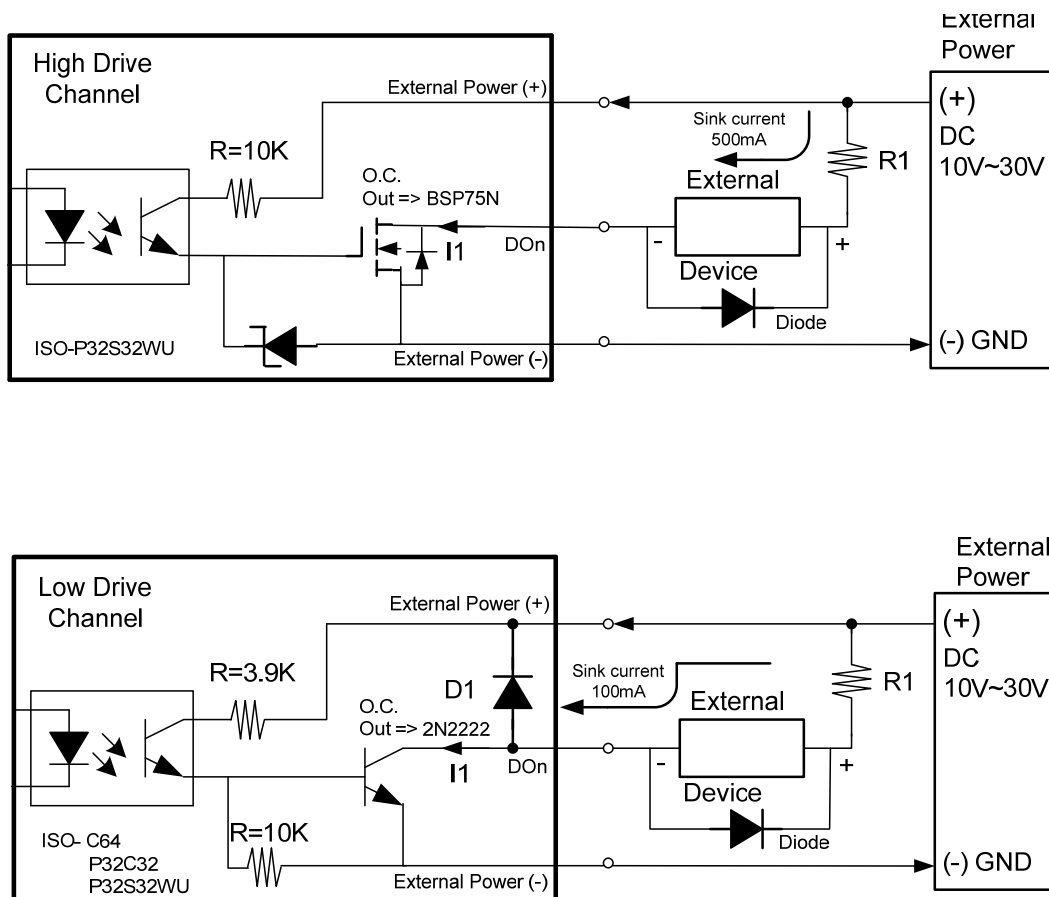 External
Power
High Drive
Channel
External Power (+)
(+)
DC
10V~30V
Sink current
500mA
R1
R=10K
O.C.
Out => BSP75N
External
I1
DOn
-
+
Device
Diode
ISO-P32S32WU
External Power (-)
(-) GND
External
Power
Low Drive
Channel
External Power (+)
(+)
DC
10V~30V
Sink current
100mA
R1
R=3.9K
D1
O.C.
Out => 2N2222
External
I1
DOn
-
+
Device
Diode
R=10K
ISO- C64
P32C32
P32S32WU
External Power (-)
(-) GND